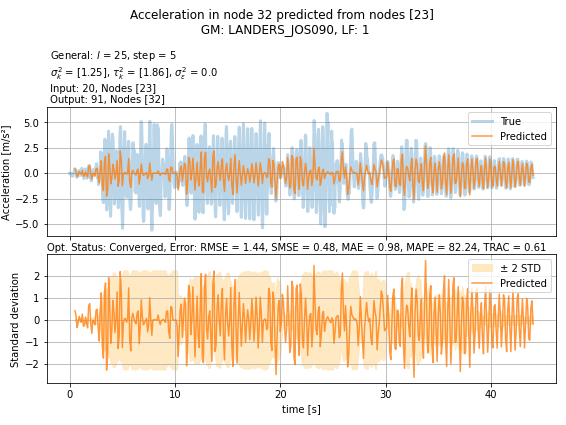 Acceleration in node 32 predicted from nodes [23]
GM: LANDERS_JOS090, LF: 1
General: l = 25, step = 5
σ²ₖ = [1.25], τ²ₖ = [1.86], σ²ε = 0.0
Input: 20, Nodes [23]
Output: 91, Nodes [32]
Acceleration [m/s²]
5.0
2.5
0.0
−2.5
−5.0
True
Predicted
Opt. Status: Converged, Error: RMSE = 1.44, SMSE = 0.48, MAE = 0.98, MAPE = 82.24, TRAC = 0.61
Standard deviation
2
1
0
−1
−2
± 2 STD
Predicted
0 10 20 30 40
time [s]